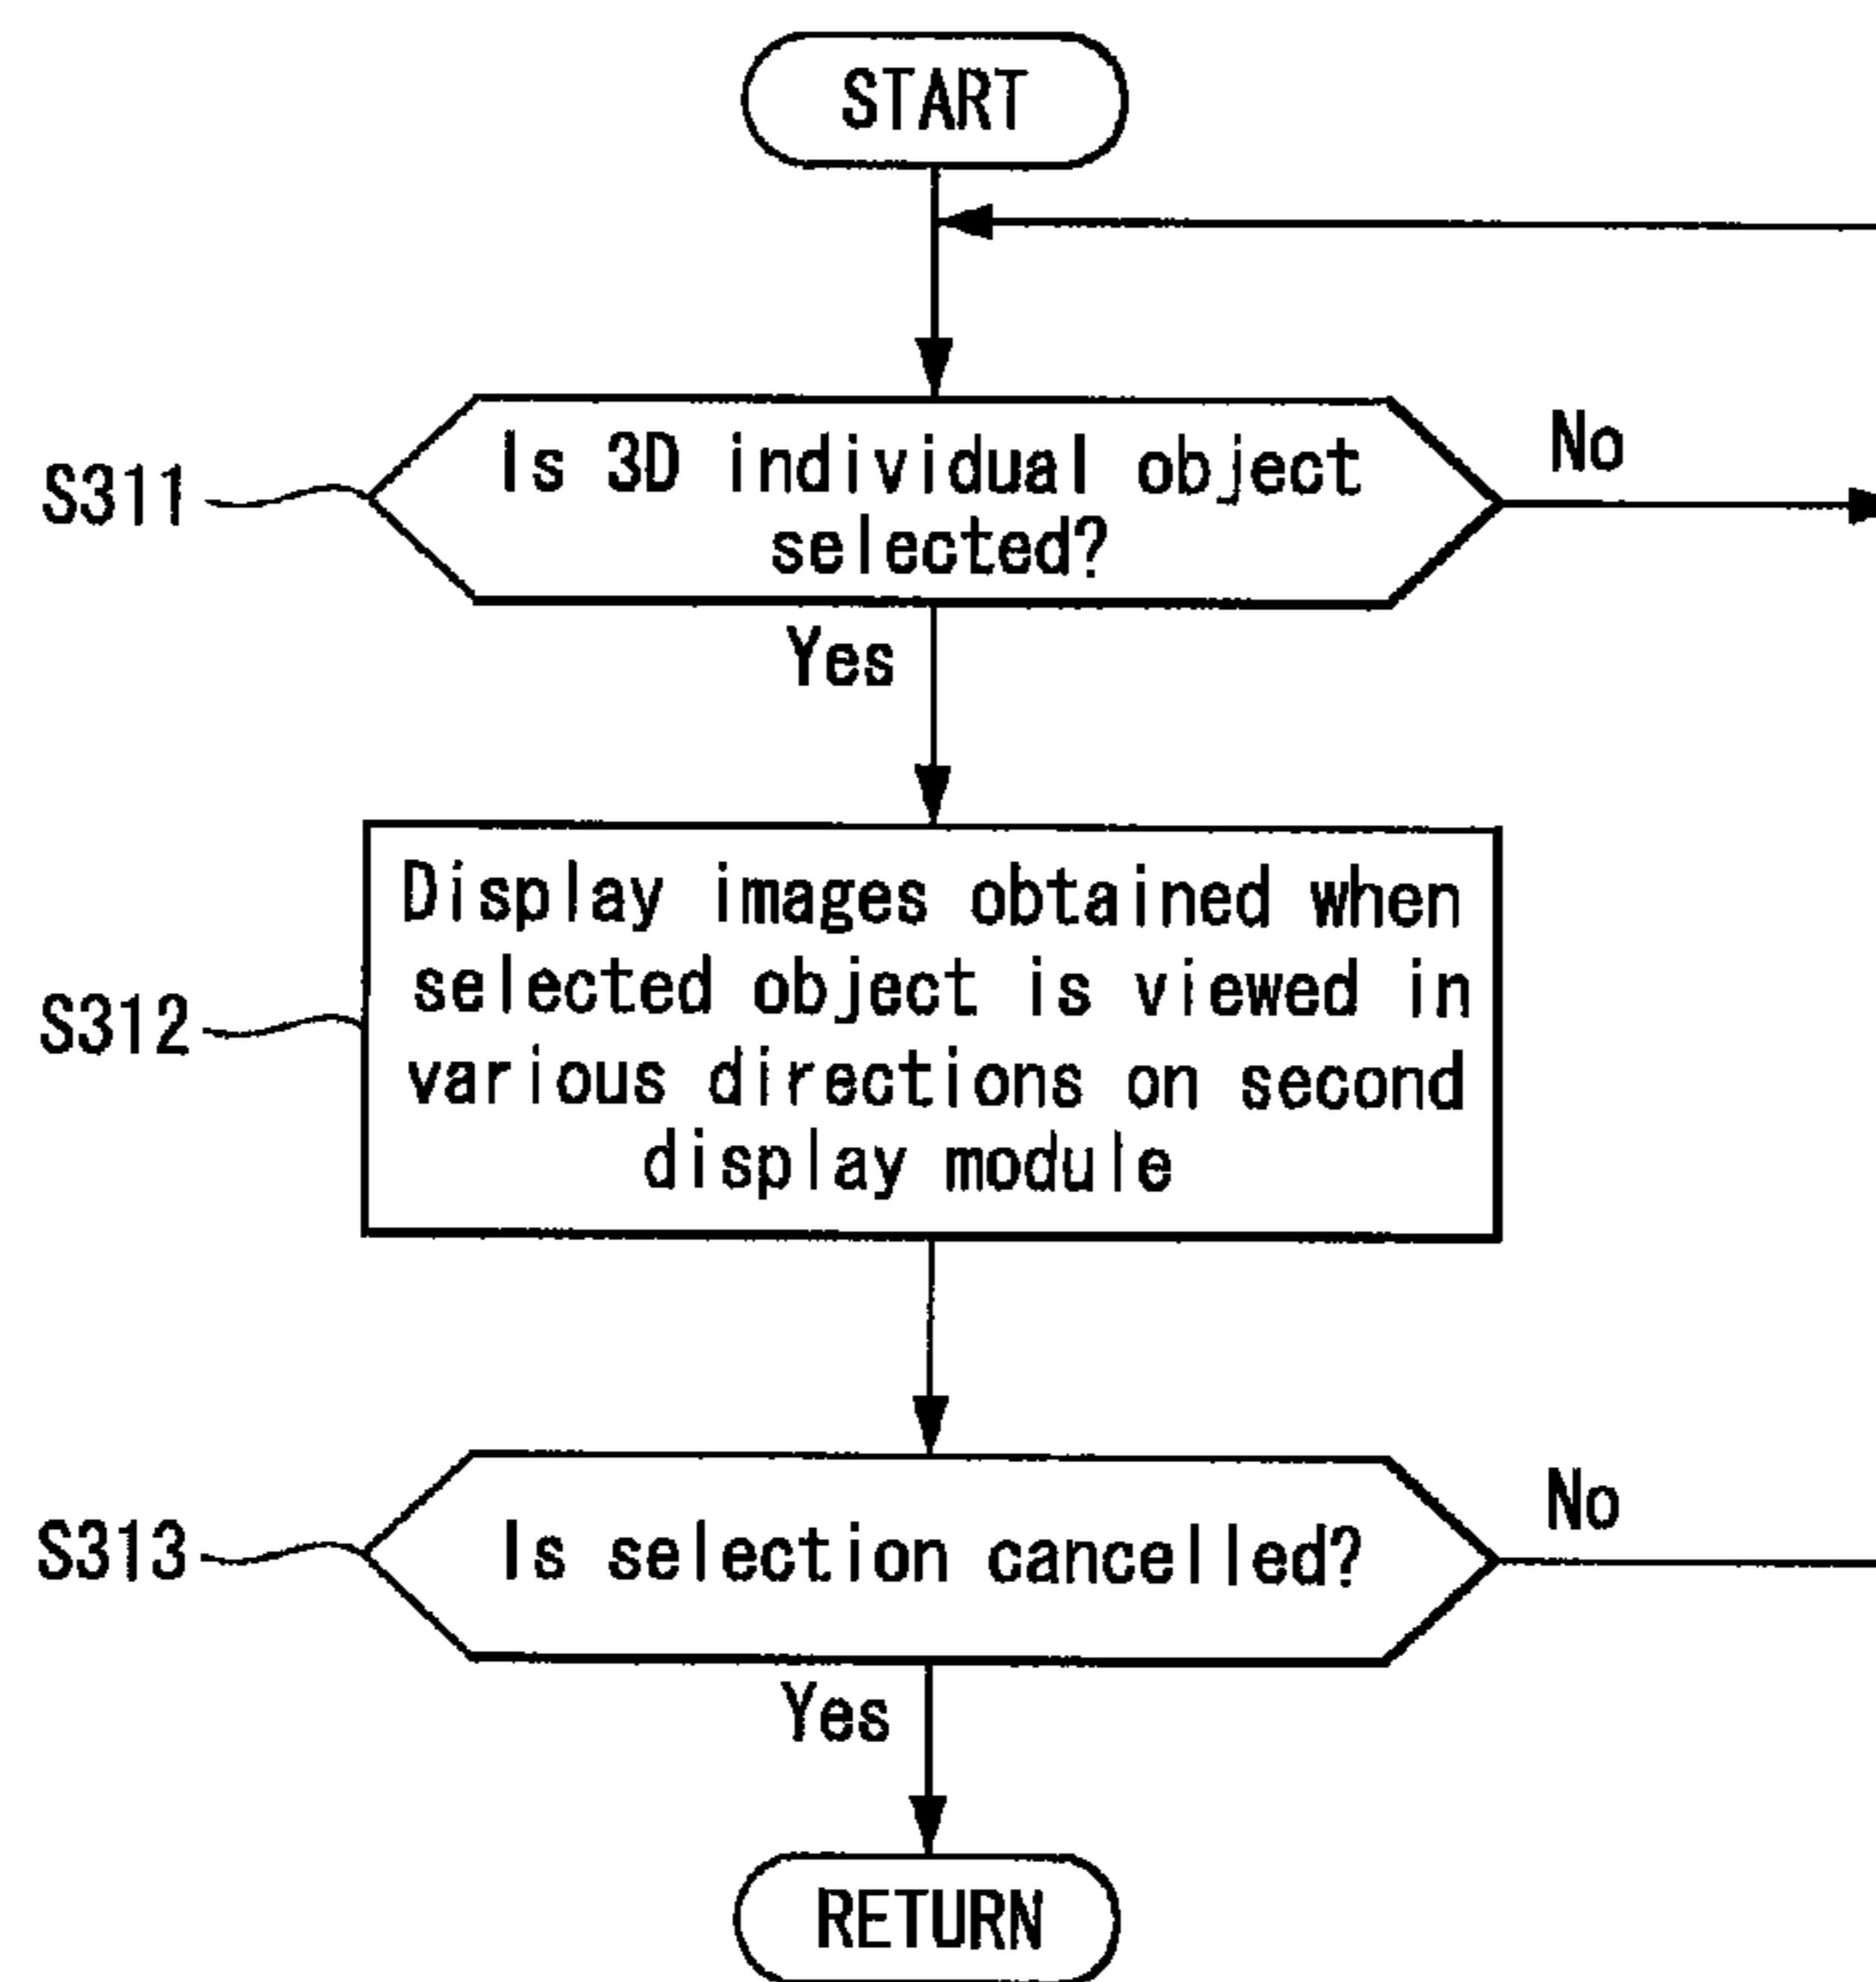 START
S311
Is 3D individual object
selected?
No
Yes
S312
Display images obtained when
selected object is viewed in
various directions on second
display module
S313
Is selection cancelled?
No
Yes
RETURN